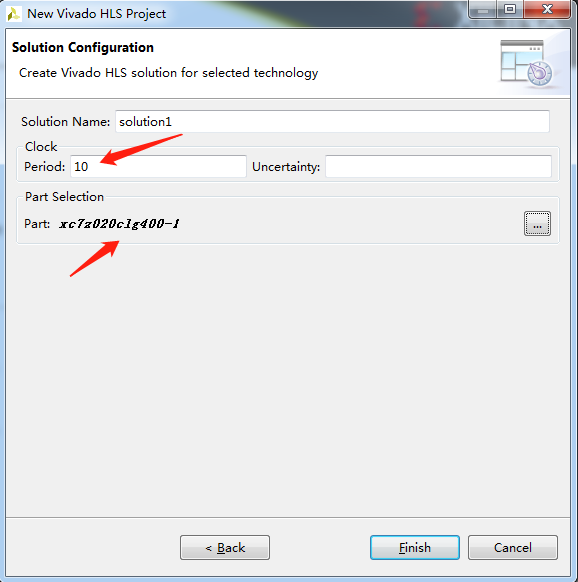 New Vivado HLS Project
Solution Configuration
Create Vivado HLS solution for selected technology
Solution Name: solution1
Clock
Period: 10 Uncertainty:
Part Selection
Part: xc7z020clg400-1 ...
< Back Finish Cancel